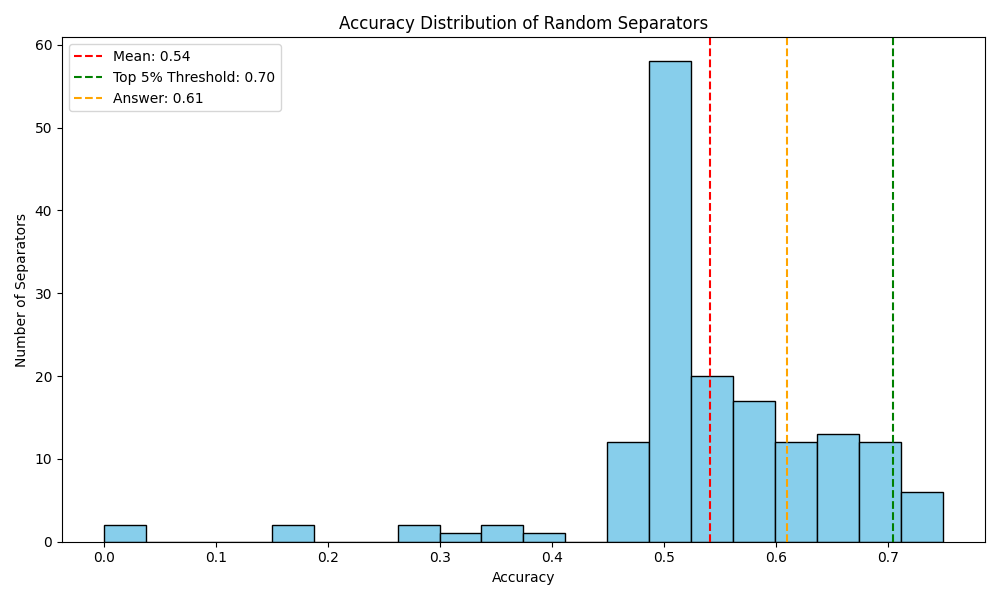 Accuracy Distribution of Random Separators
Mean: 0.54
Top 5% Threshold: 0.70
Answer: 0.61
Number of Separators
60
50
40
30
20
10
0
0.0 0.1 0.2 0.3 0.4 0.5 0.6 0.7
Accuracy